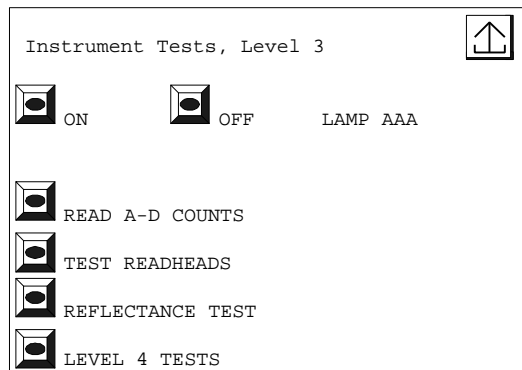 Instrument Tests, Level 3
ON OFF LAMP AAA
READ A-D COUNTS
TEST READHEADS
REFLECTANCE TEST
LEVEL 4 TESTS